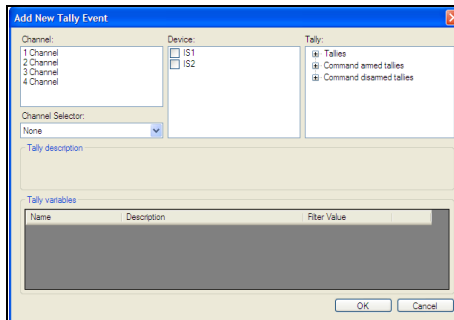 Add New Tally Event
Channel:
1 Channel
2 Channel
3 Channel
4 Channel
Channel Selector:
None
Device:
IS1
IS2
Tally:
Tallies
Command armed tallies
Command disarmed tallies
Tally description
Tally variables
Name Description Filter Value
OK Cancel